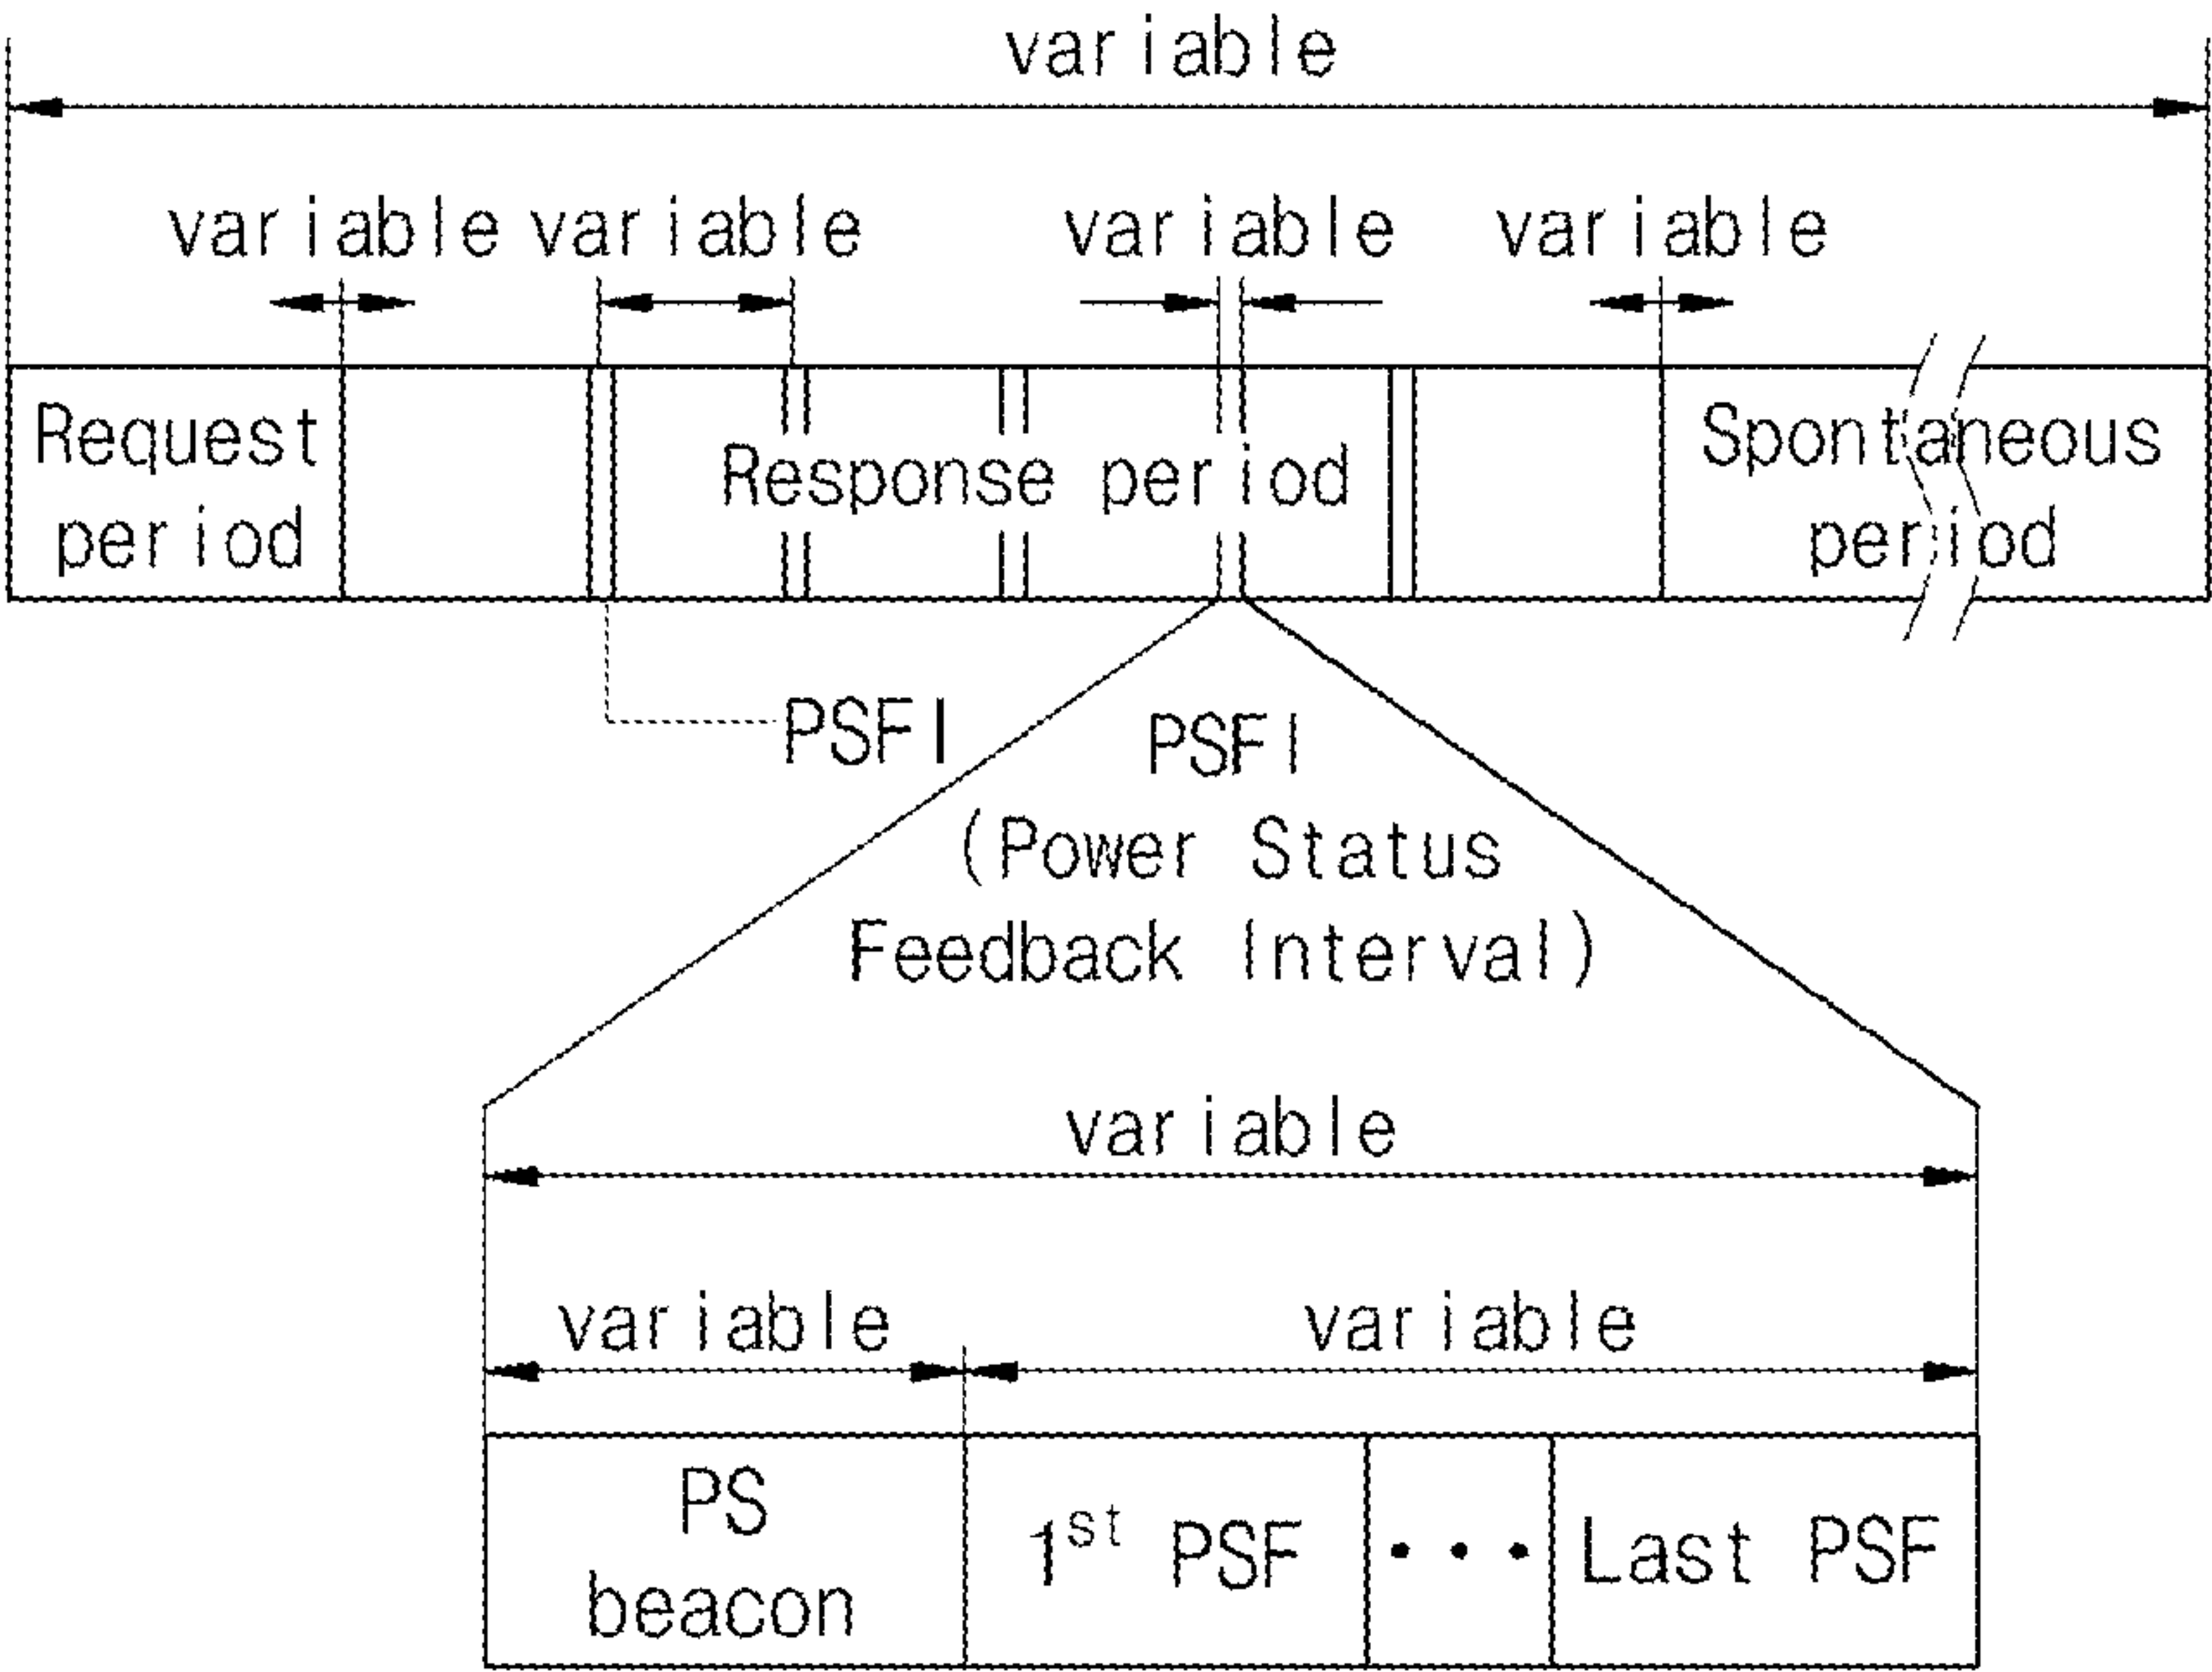 variable
variable variable variable variable
Request period
Response period
Spontaneous period
PSFI
PSFI
(Power Status
Feedback Interval)
variable
variable variable
PS
beacon
1st PSF
• • •
Last PSF